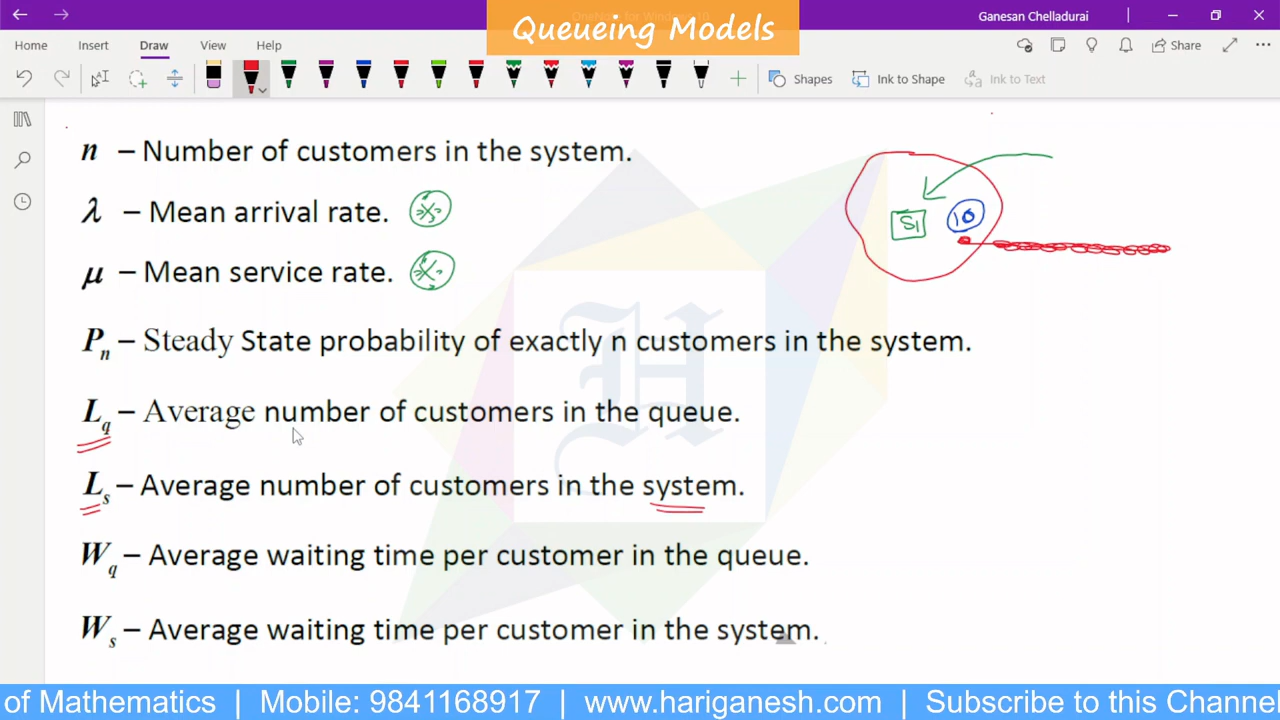 OneNote for Windows 10
Queueing Models
Ganesan Chelladurai
Home Insert Draw View Help
Share
Shapes Ink to Shape Ink to Text
n – Number of customers in the system.
λ – Mean arrival rate.
μ – Mean service rate.
S1 10
Pn – Steady State probability of exactly n customers in the system.
Lq – Average number of customers in the queue.
Ls – Average number of customers in the system.
Wq – Average waiting time per customer in the queue.
Ws – Average waiting time per customer in the system.
of Mathematics | Mobile: 9841168917 | www.hariganesh.com | Subscribe to this Channel